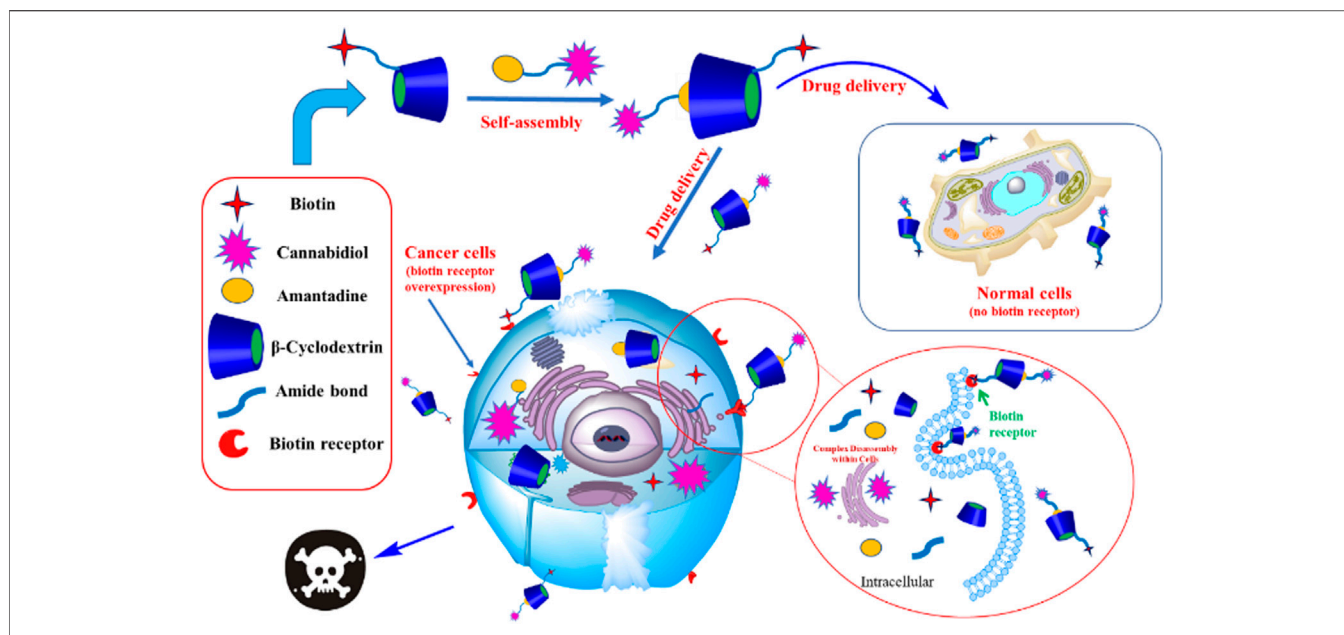 Self-assembly
Drug delivery
Drug delivery
Biotin
Cannabidiol
Amantadine
β-Cyclodextrin
Amide bond
Biotin receptor
Cancer cells
(biotin receptor
overexpression)
Normal cells
(no biotin receptor)
Biotin
receptor
Complex Disassembly
within Cells
Intracellular